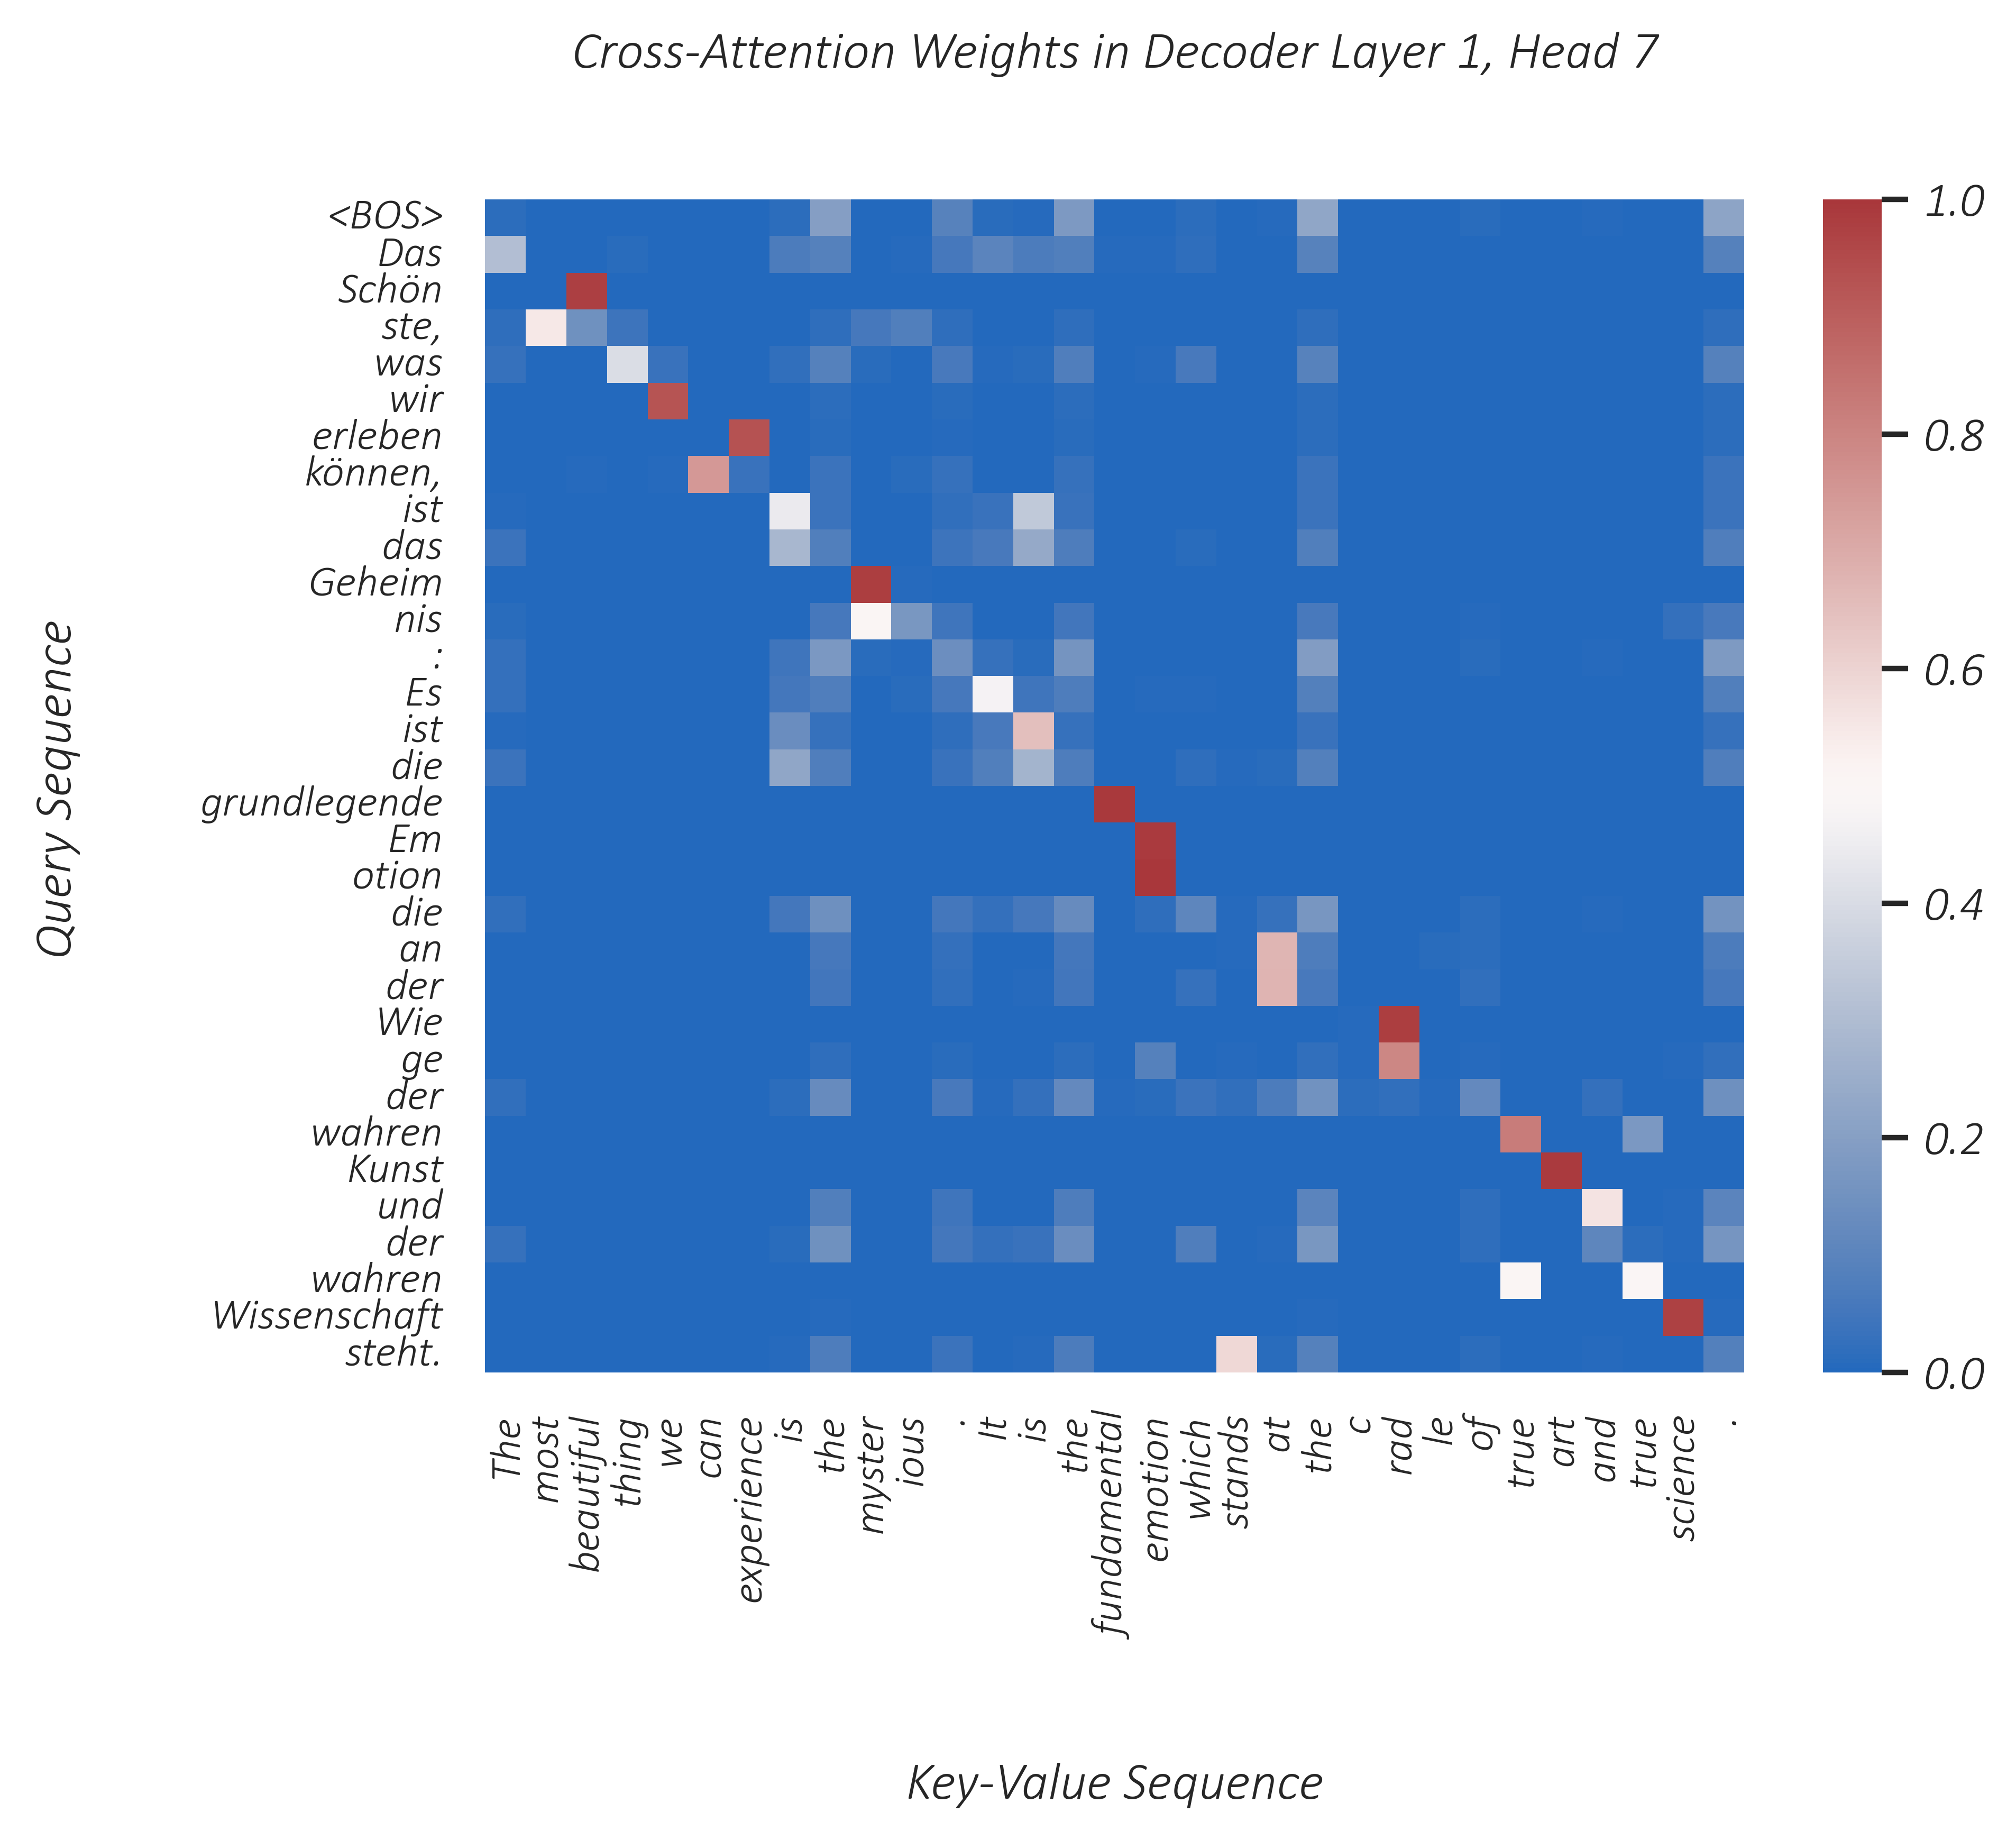 Cross-Attention Weights in Decoder Layer 1, Head 7
Query Sequence
<BOS>
Das
Schön
ste,
was
wir
erleben
können,
ist
das
Geheim
nis
:
Es
ist
die
grundlegende
Em
otion
die
an
der
Wie
ge
der
wahren
Kunst
und
der
wahren
Wissenschaft
steht.
The
most
beautiful
thing
we
can
experience
is
the
myster
ious
.
It
is
the
fundamental
emotion
which
stands
at
the
c
rad
le
of
true
art
and
true
science
.
Key-Value Sequence
1.0
0.8
0.6
0.4
0.2
0.0